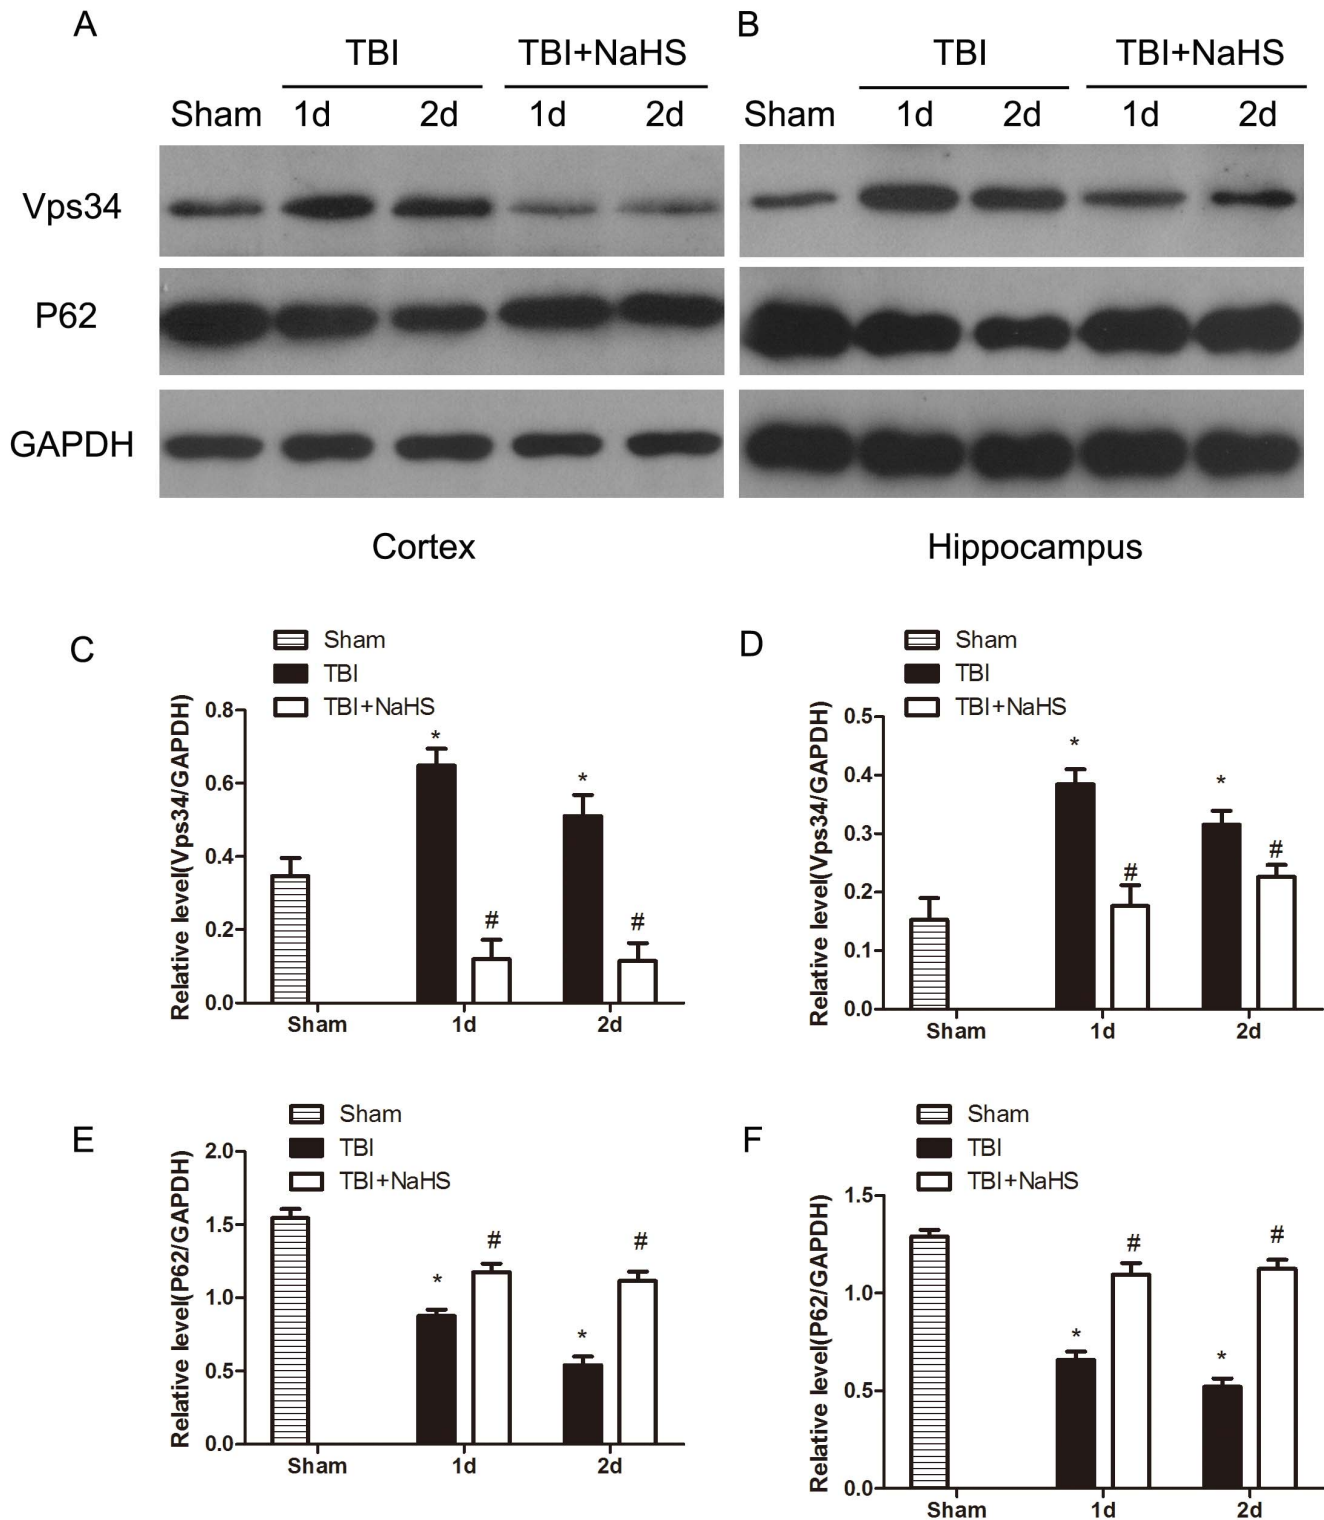 A
B
TBI
TBI+NaHS
TBI
TBI+NaHS
Sham
1d
2d
1d
2d
Sham
1d
2d
1d
2d
Vps34
P62
GAPDH
Cortex
Hippocampus
C
Sham
TBI
TBI+NaHS
Relative level(Vps34/GAPDH)
0.8
0.6
0.4
0.2
0.0
*
#
*
#
Sham
1d
2d
D
Sham
TBI
TBI+NaHS
Relative level(Vps34/GAPDH)
0.5
0.4
0.3
0.2
0.1
0.0
*
#
*
#
Sham
1d
2d
E
Sham
TBI
TBI+NaHS
Relative level(P62/GAPDH)
2.0
1.5
1.0
0.5
0.0
*
#
*
#
Sham
1d
2d
F
Sham
TBI
TBI+NaHS
Relative level(P62/GAPDH)
1.5
1.0
0.5
0.0
*
#
*
#
Sham
1d
2d